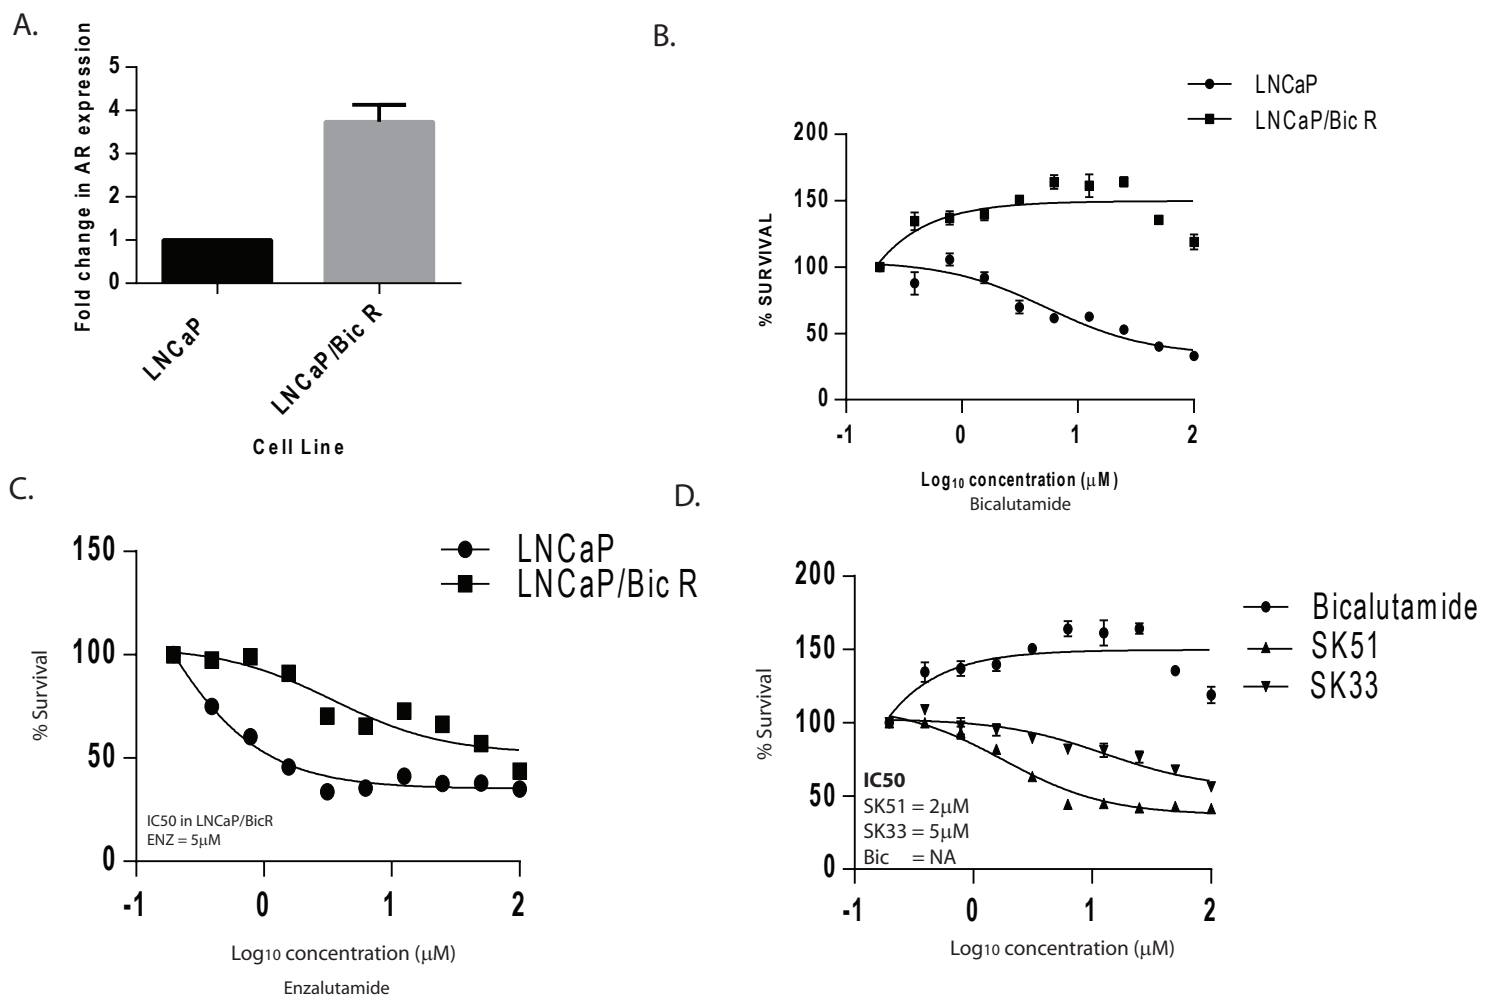 A.
Fold change in AR expression
5
4
3
2
1
0
LNCaP
LNCaP/Bic R
Cell Line
B.
LNCaP
LNCaP/Bic R
% SURVIVAL
200
150
100
50
0
-1 0 1 2
Log10 concentration (μM)
Bicalutamide
C.
LNCaP
LNCaP/Bic R
% Survival
150
100
50
0
IC50 in LNCaP/BicR
ENZ = 5μM
-1 0 1 2
Log10 concentration (μM)
Enzalutamide
D.
Bicalutamide
SK51
SK33
% Survival
200
150
100
50
0
IC50
SK51 = 2μM
SK33 = 5μM
Bic = NA
-1 0 1 2
Log10 concentration (μM)